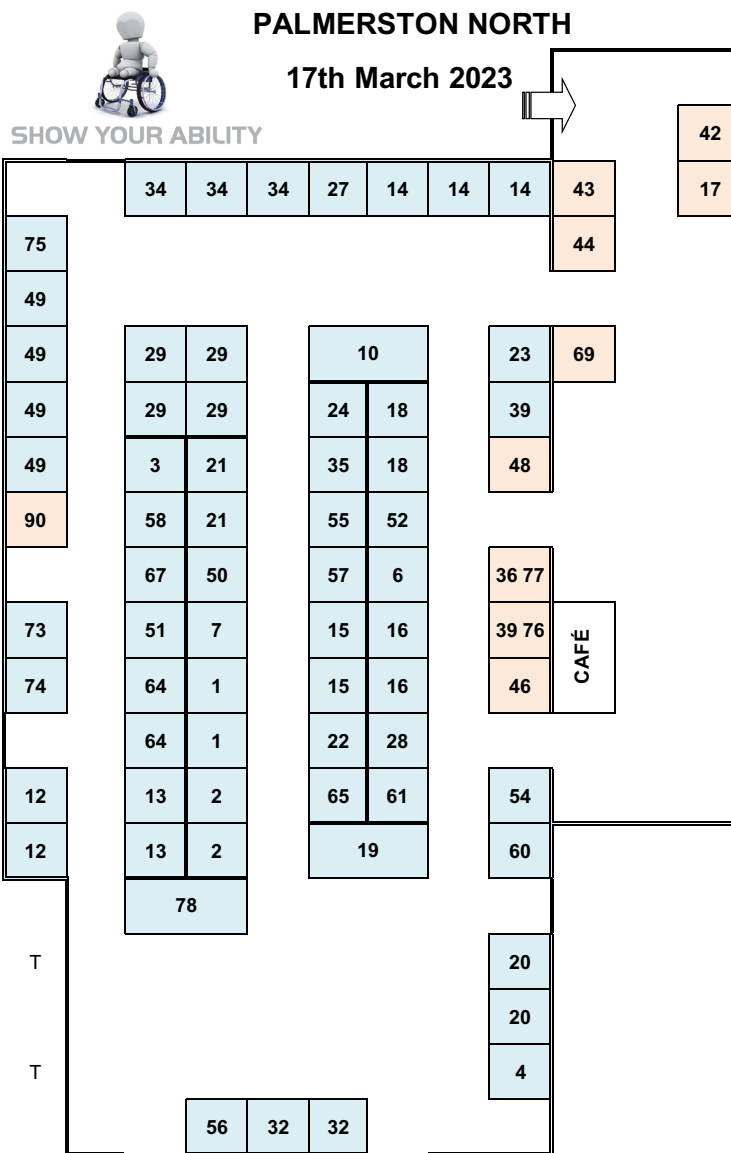 PALMERSTON NORTH
17th March 2023
SHOW YOUR ABILITY
42
34 34 34 27 14 14 14 43 17
75 44
49
49 29 29 10 23 69
49 29 29 24 18 39
49 3 21 35 18 48
90 58 21 55 52
67 50 57 6 36 77
73 51 7 15 16 39 76
CAFÉ
74 64 1 15 16 46
64 1 22 28
12 13 2 65 61 54
12 13 2 19 60
78
T 20
20
T 4
56 32 32